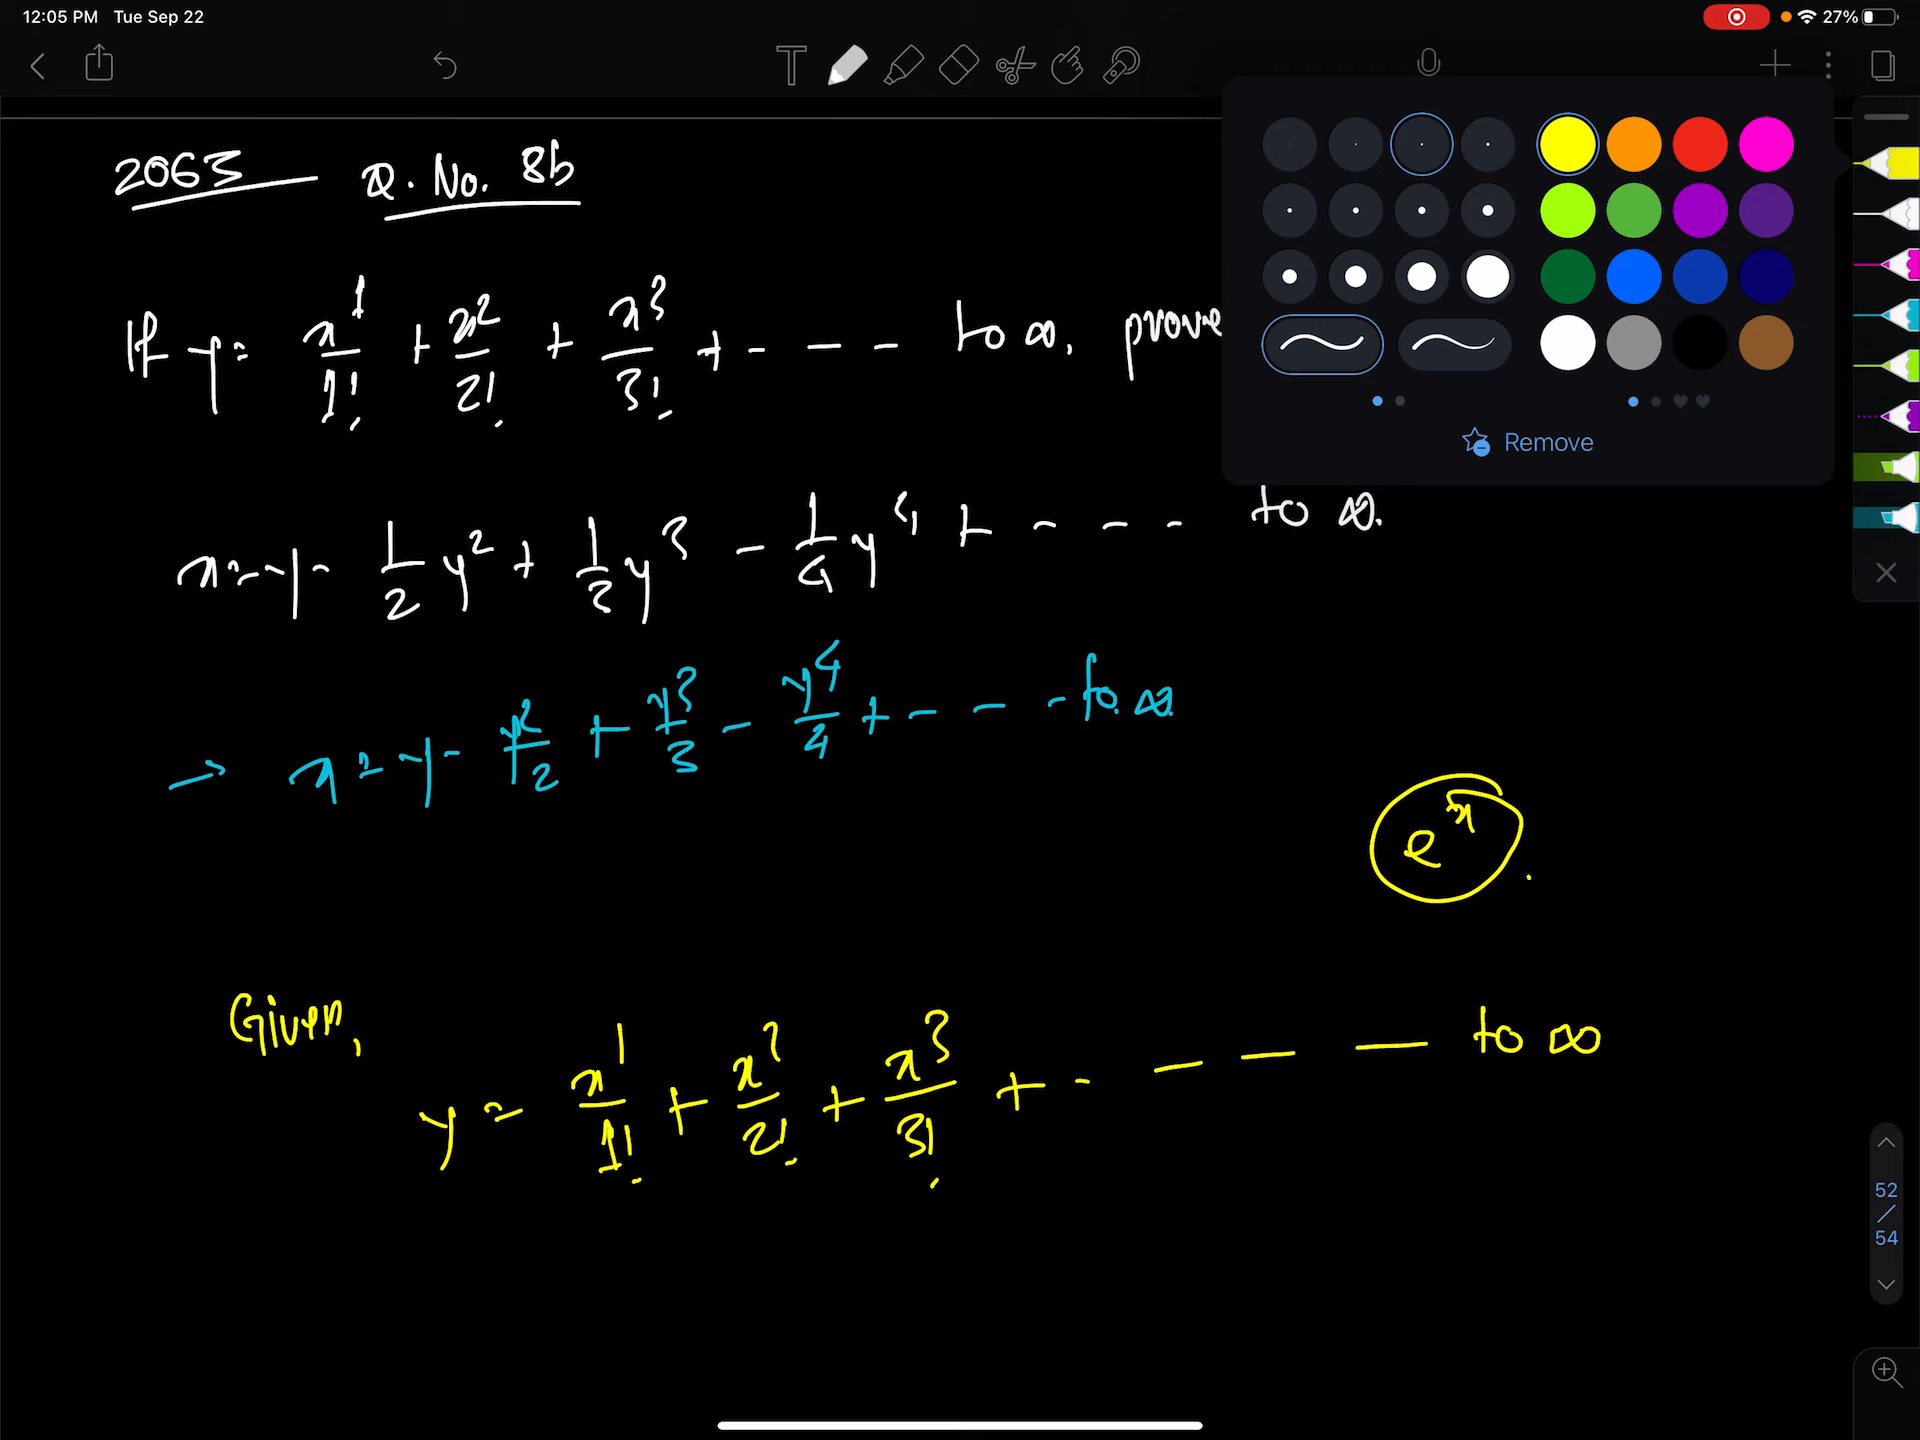 12:05 PM Tue Sep 22
27%
2063 Q. No. 8b
If y = x¹/1! + x²/2! + x³/3! + - - - to ∞, prove
x = y - 1/2 y² + 1/3 y³ - 1/4 y⁴ + - - - to ∞.
→ x = y - y²/2 + y³/3 - y⁴/4 + - - - to ∞
eˣ
Given,
y = x¹/1! + x²/2! + x³/3! + - - - - to ∞
Remove
52
/
54